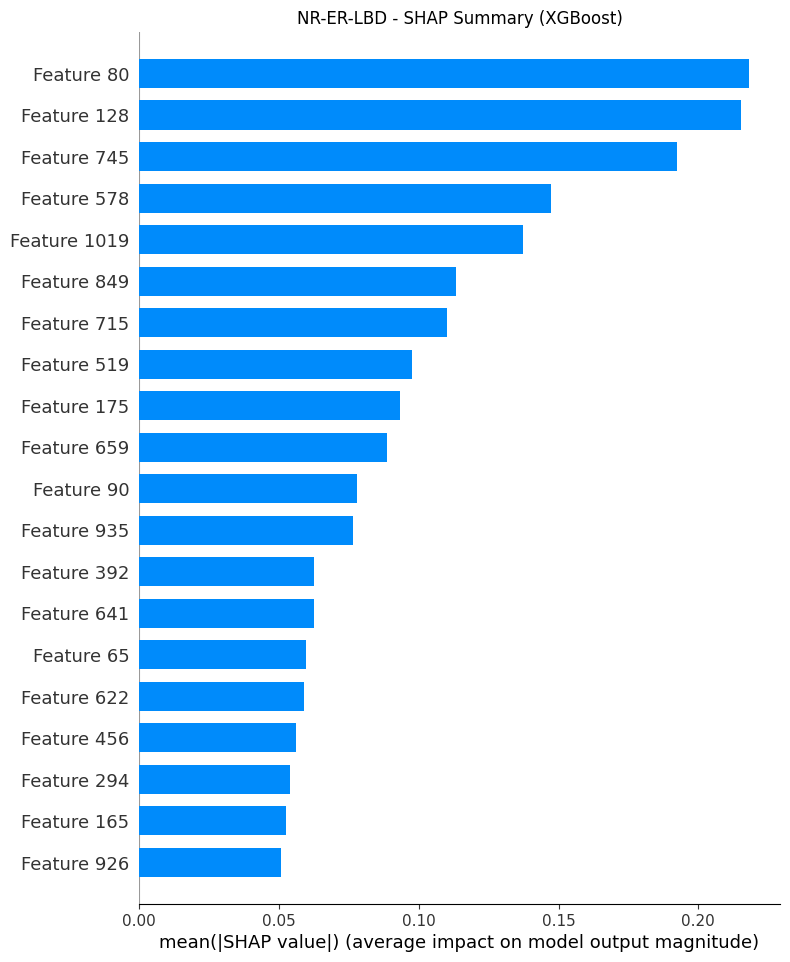 NR-ER-LBD - SHAP Summary (XGBoost)
Feature 80
Feature 128
Feature 745
Feature 578
Feature 1019
Feature 849
Feature 715
Feature 519
Feature 175
Feature 659
Feature 90
Feature 935
Feature 392
Feature 641
Feature 65
Feature 622
Feature 456
Feature 294
Feature 165
Feature 926
0.00 0.05 0.10 0.15 0.20
mean(|SHAP value|) (average impact on model output magnitude)